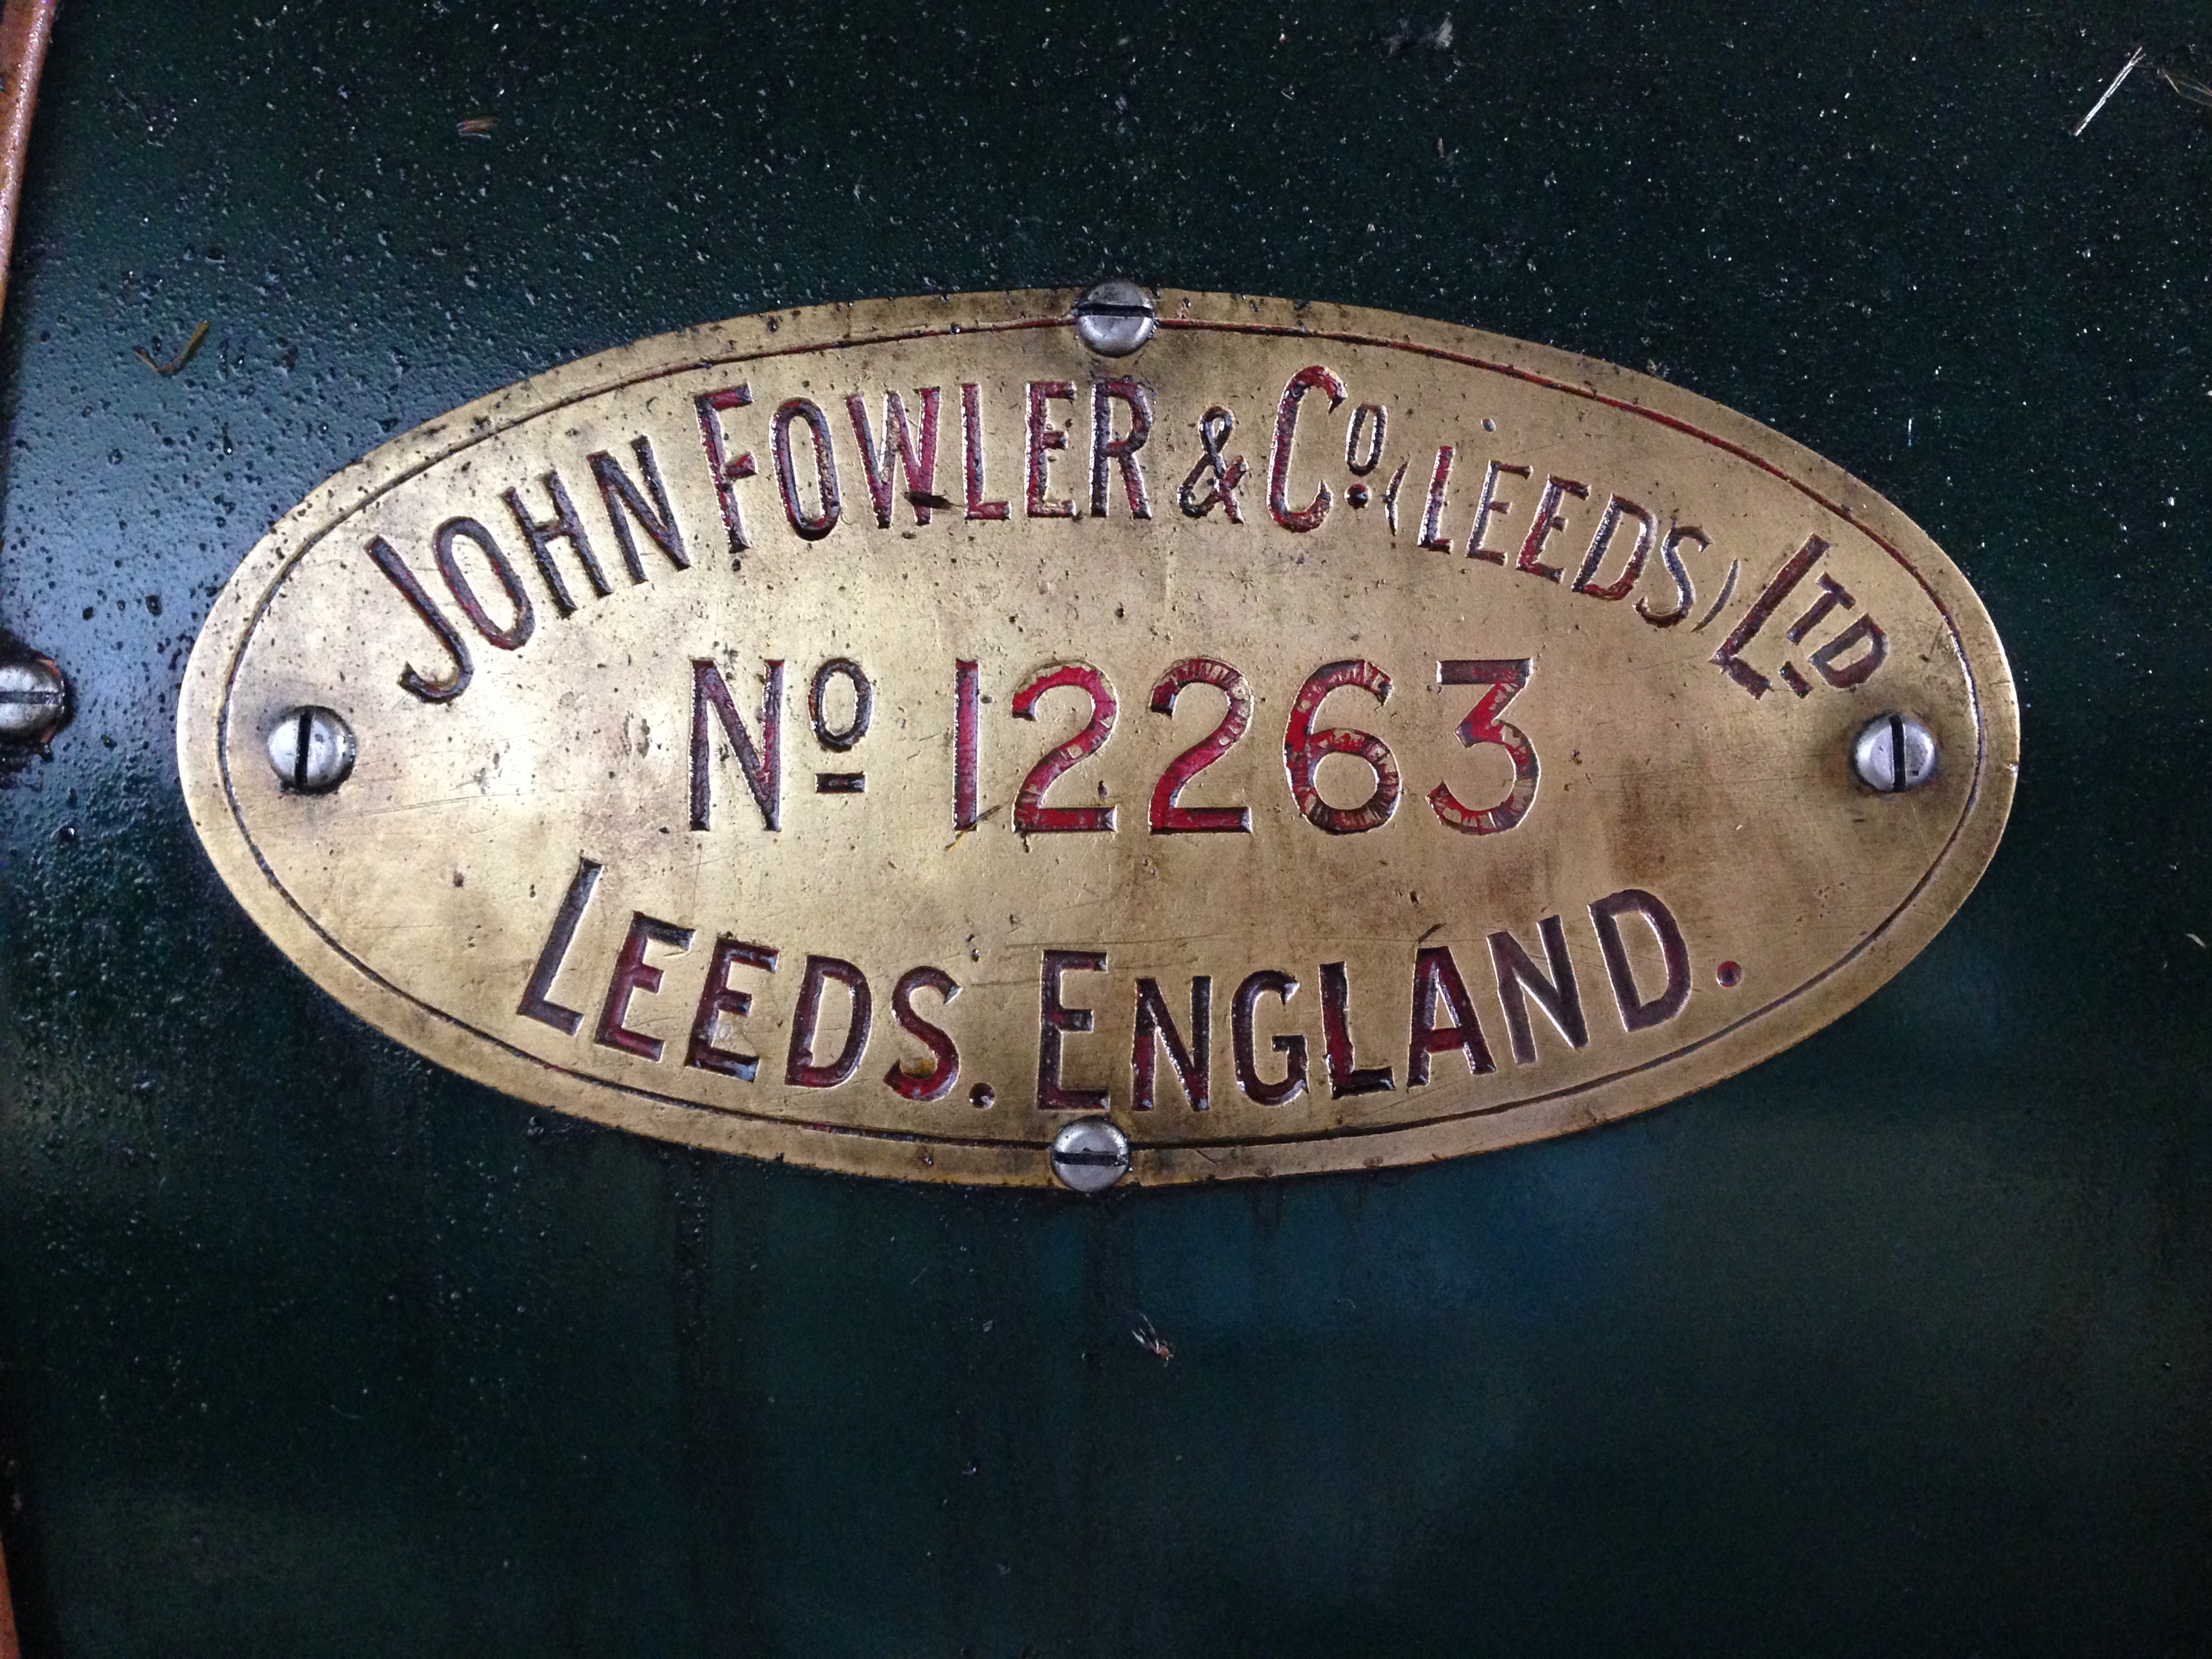 JOHN FOWLER & Cº. (LEEDS) LTD
Nº 12263
LEEDS. ENGLAND.